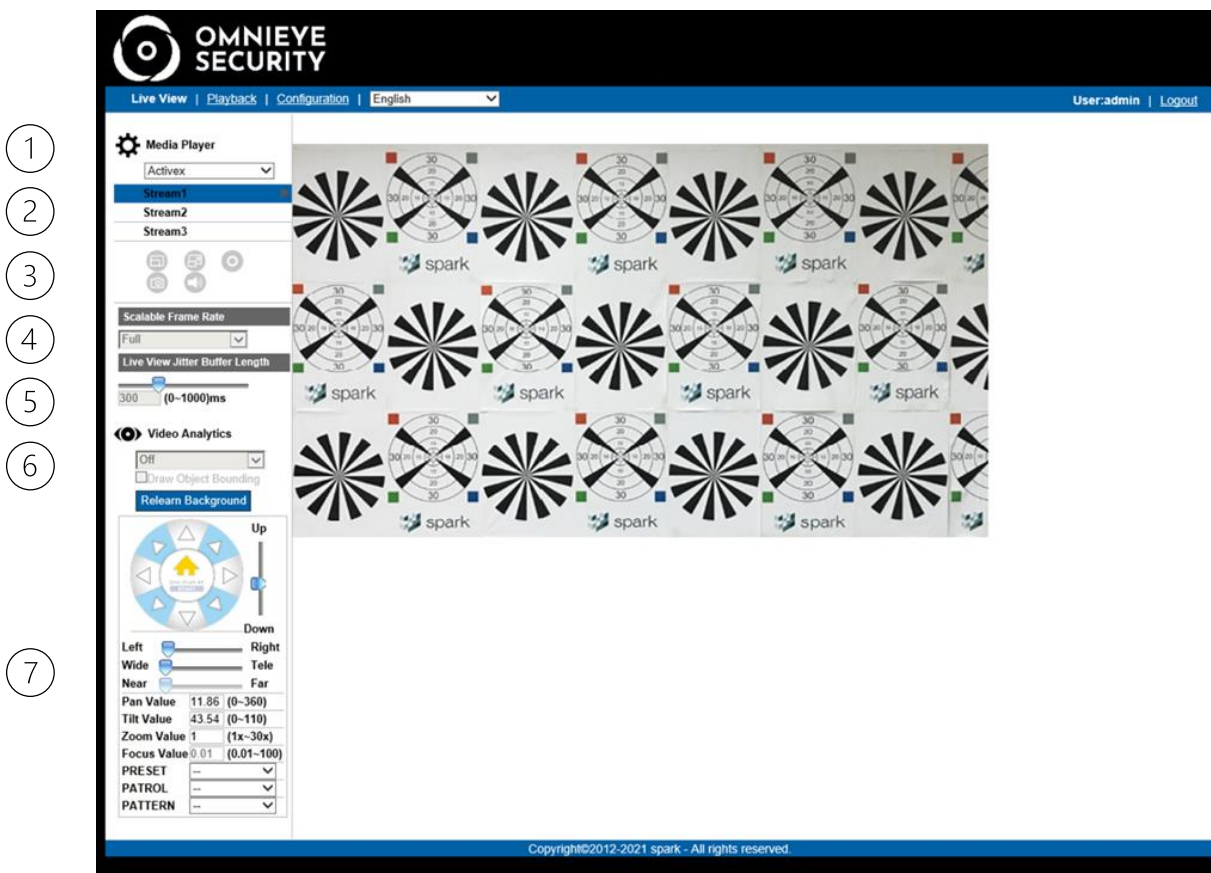 OMNIEYE
SECURITY
Live View | Playback | Configuration | English User:admin | Logout
1 Media Player
Activex
Stream1
2 Stream2
Stream3
3
Scalable Frame Rate
4 Full
Live View Jitter Buffer Length
5 300 (0~1000)ms
Video Analytics
6 Off
Draw Object Bounding
Relearn Background
Up
Down
Left Right
7 Wide Tele
Near Far
Pan Value 11.86 (0~360)
Tilt Value 43.54 (0~110)
Zoom Value 1 (1x~30x)
Focus Value 0.01 (0.01~100)
PRESET --
PATROL --
PATTERN --
spark spark spark
spark spark spark spark
spark spark spark
Copyright©2012-2021 spark - All rights reserved.